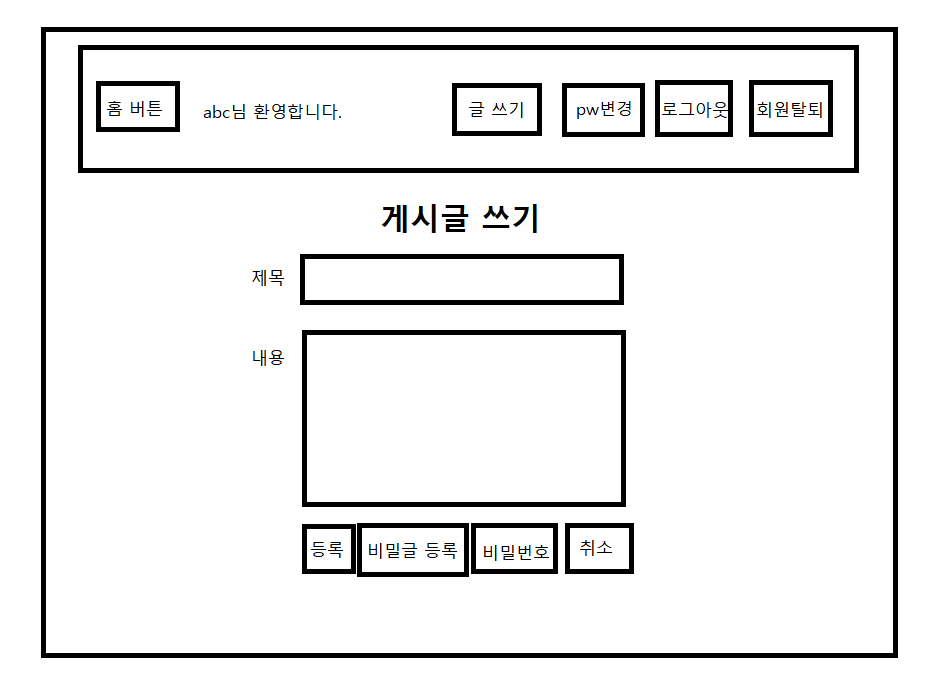 홈 버튼 abc님 환영합니다. 글 쓰기 pw변경 로그아웃 회원탈퇴
게시글 쓰기
제목
내용
등록 비밀글 등록 비밀번호 취소